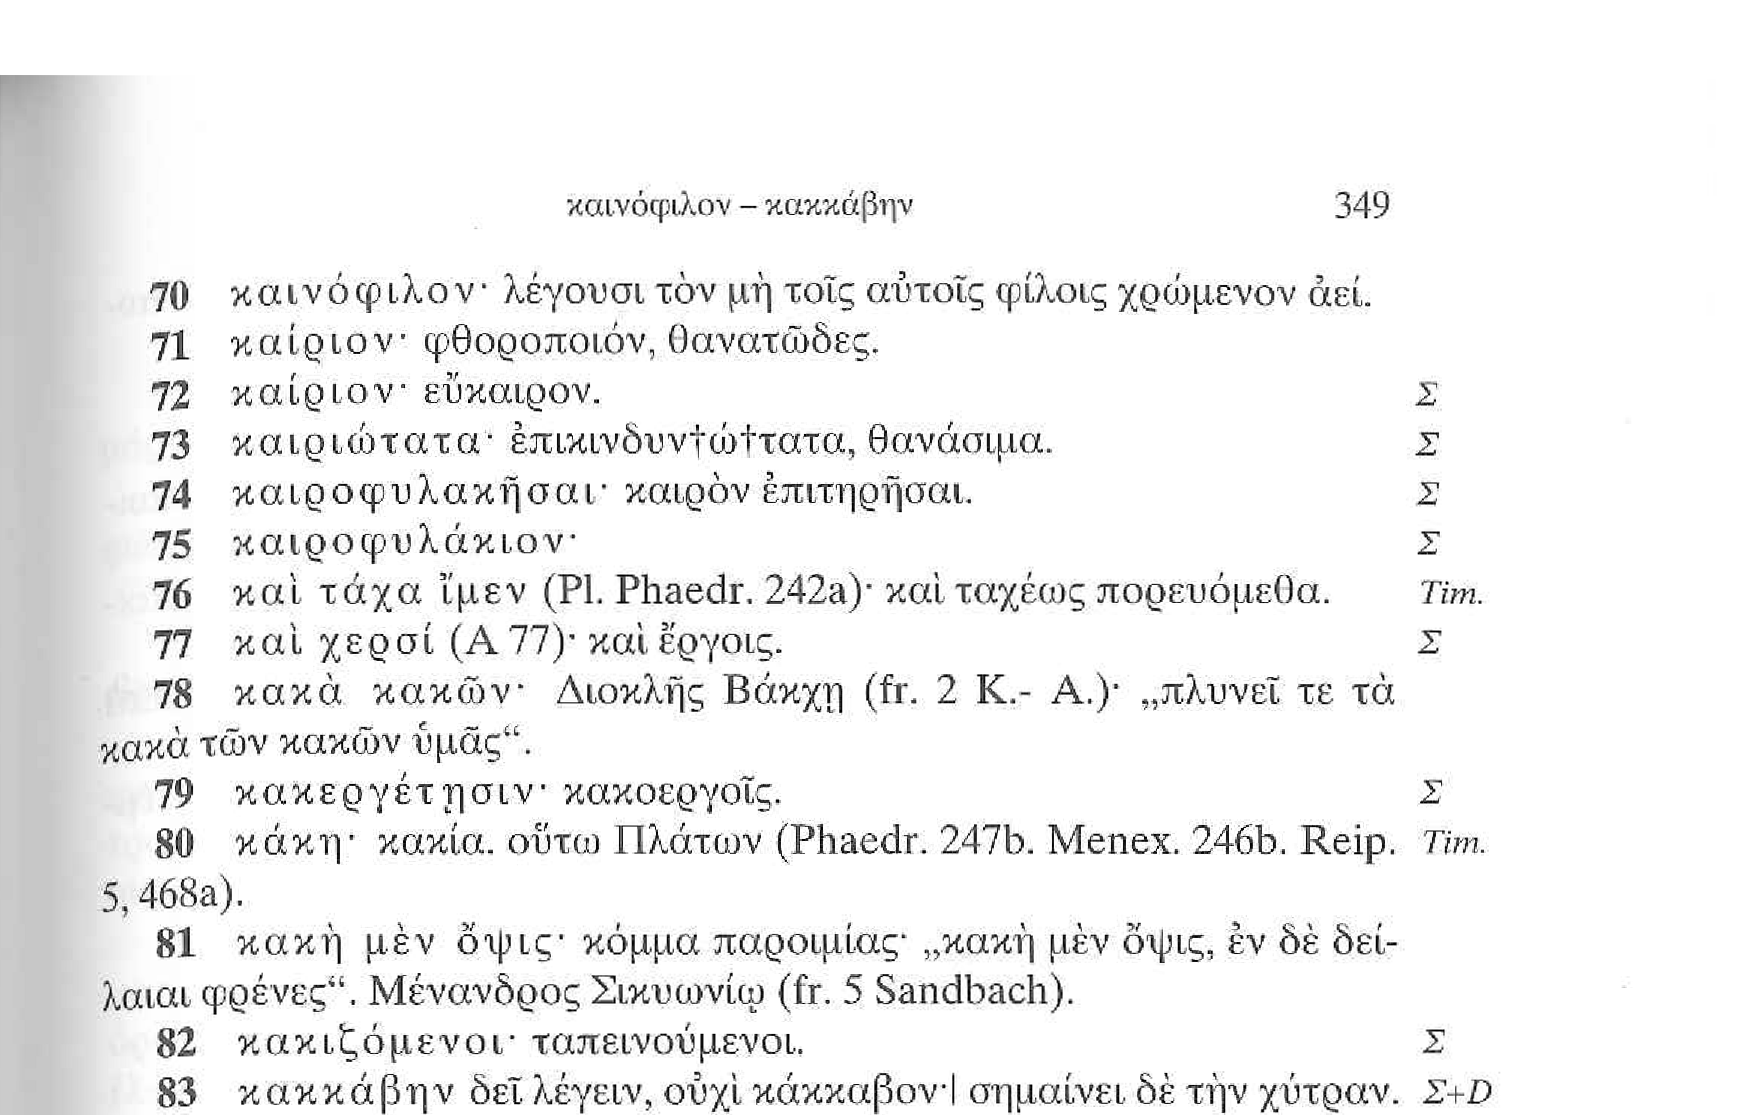 καινόφιλον – κακκάβην 349
70 καινόφιλον· λέγουσι τὸν μὴ τοῖς αὐτοῖς φίλοις χρώμενον ἀεί.
71 καίριον· φθοροποιόν, θανατῶδες.
72 καίριον· εὔκαιρον. Σ
73 καιριώτατα· ἐπικινδυν†ώ†τατα, θανάσιμα. Σ
74 καιροφυλακῆσαι· καιρὸν ἐπιτηρῆσαι. Σ
75 καιροφυλάκιον· Σ
76 καὶ τάχα ἴμεν (Pl. Phaedr. 242a)· καὶ ταχέως πορευόμεθα. Tim.
77 καὶ χερσί (Α 77)· καὶ ἔργοις. Σ
78 κακὰ κακῶν· Διοκλῆς Βάκχῃ (fr. 2 K.- A.)· „πλυνεῖ τε τὰ
κακὰ τῶν κακῶν ὑμᾶς“.
79 κακεργέτῃσιν· κακοεργοῖς. Σ
80 κάκη· κακία. οὕτω Πλάτων (Phaedr. 247b. Menex. 246b. Reip. Tim.
5, 468a).
81 κακὴ μὲν ὄψις· κόμμα παροιμίας· „κακὴ μὲν ὄψις, ἐν δὲ δεί-
λαιαι φρένες“. Μένανδρος Σικυωνίῳ (fr. 5 Sandbach).
82 κακιζόμενοι· ταπεινούμενοι. Σ
83 κακκάβην δεῖ λέγειν, οὐχὶ κάκκαβον·| σημαίνει δὲ τὴν χύτραν. Σ+D